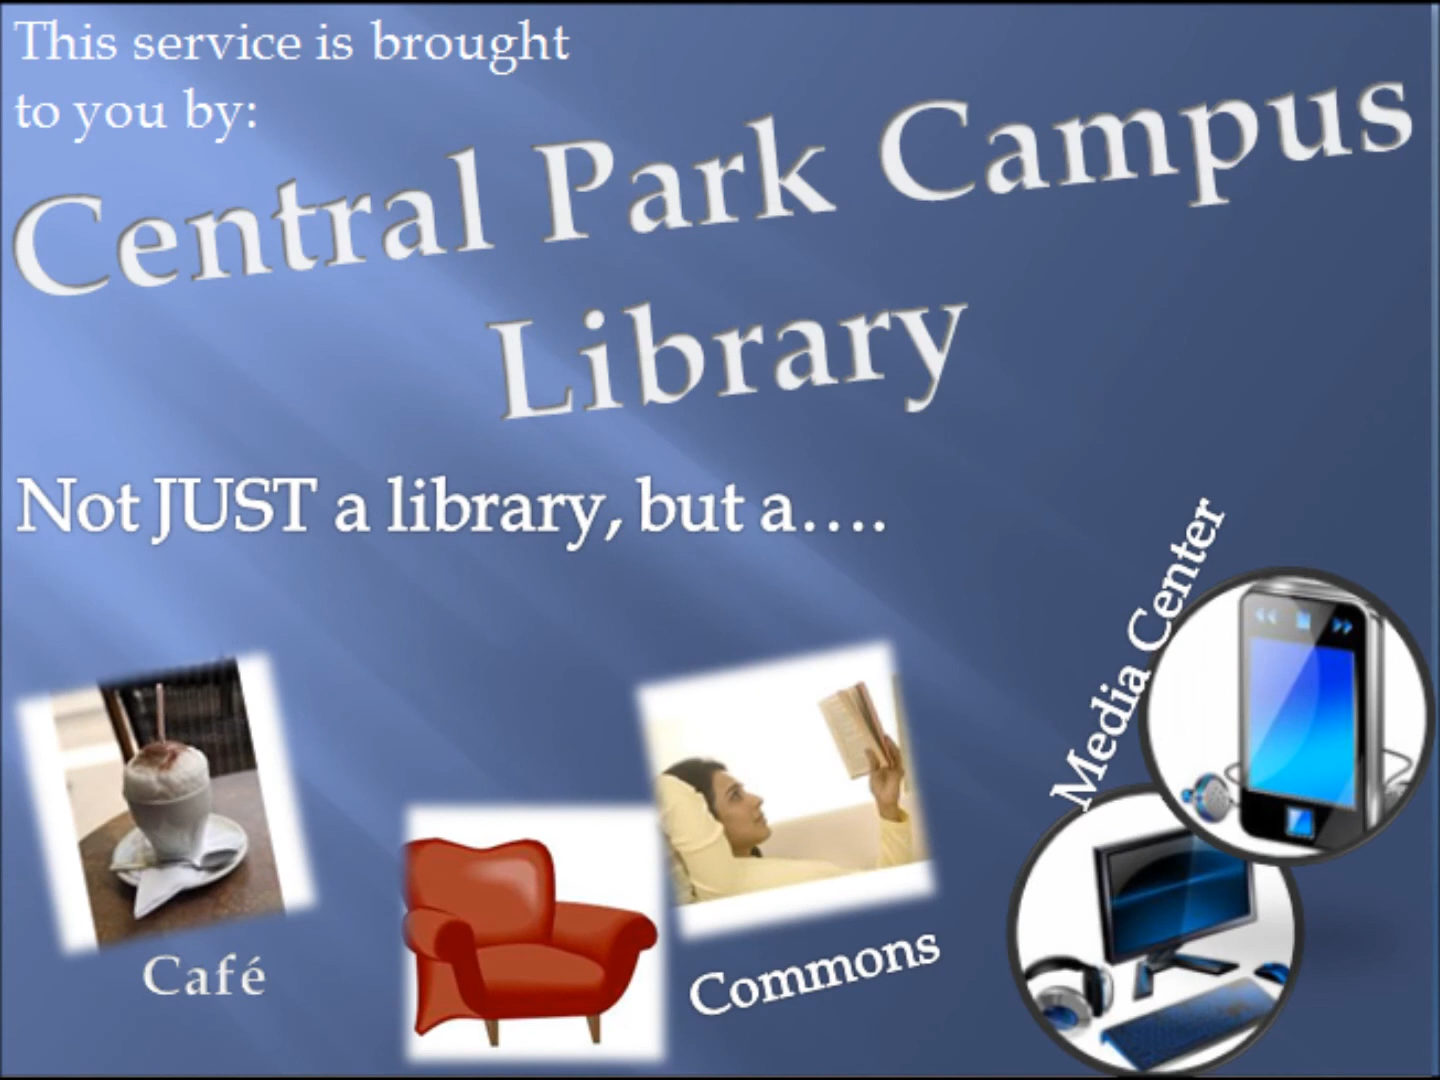 This service is brought
to you by:
Central Park Campus
Library
Not JUST a library, but a....
Media Center
Café
Commons